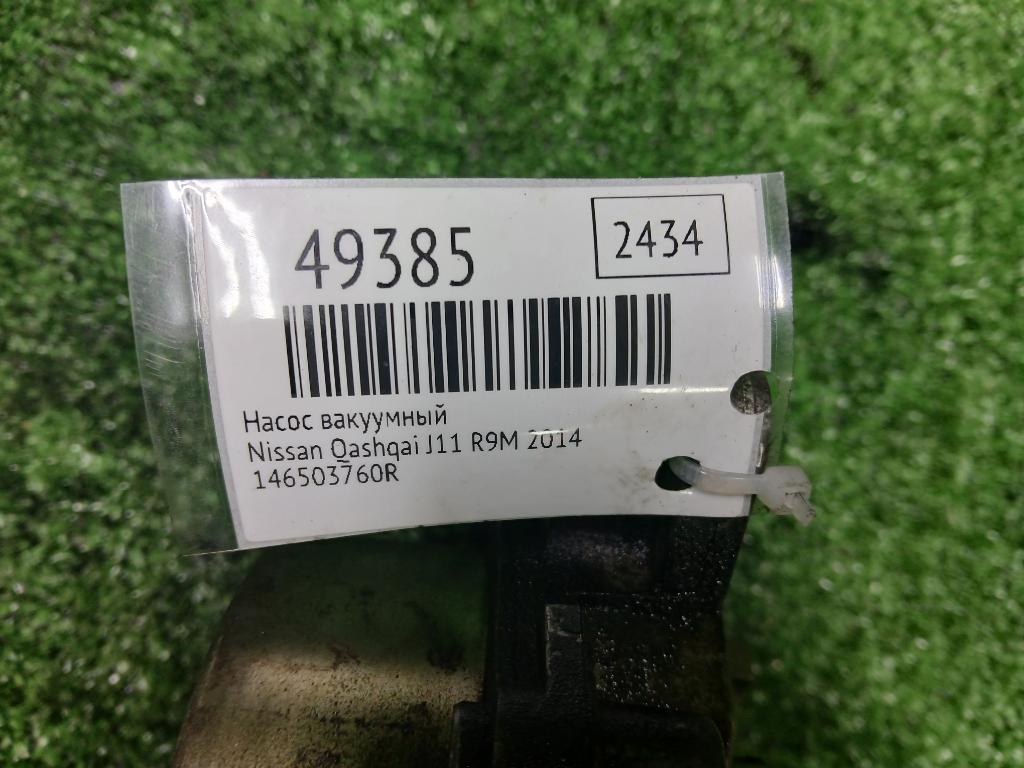 49385
2434
Насос вакуумный
Nissan Qashqai J11 R9M 2014
146503760R